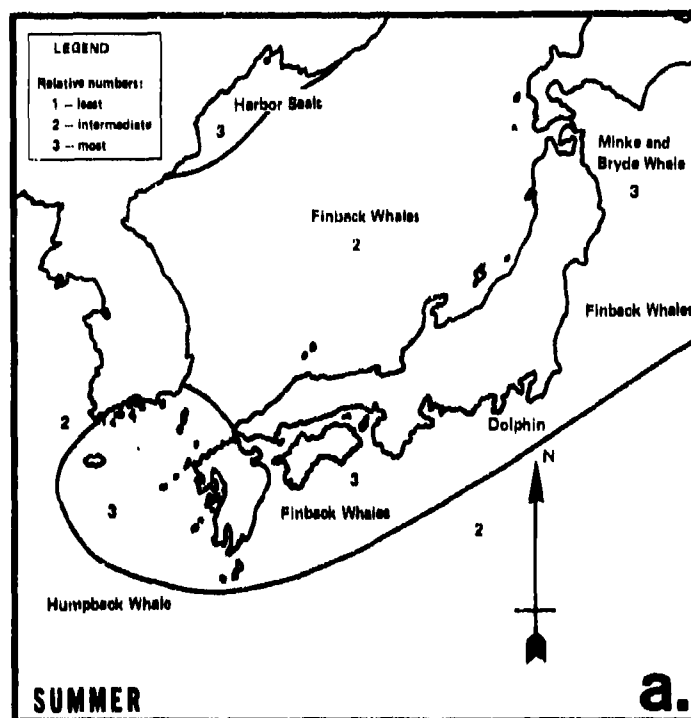 LEGEND
Relative numbers:
1 – least
2 – intermediate
3 – most
Harbor Seals
3
Minke and
Bryde Whale
3
Finback Whales
2
Finback Whales
2
Dolphin
N
3
3
Finback Whales
2
Humpback Whale
SUMMER
a.